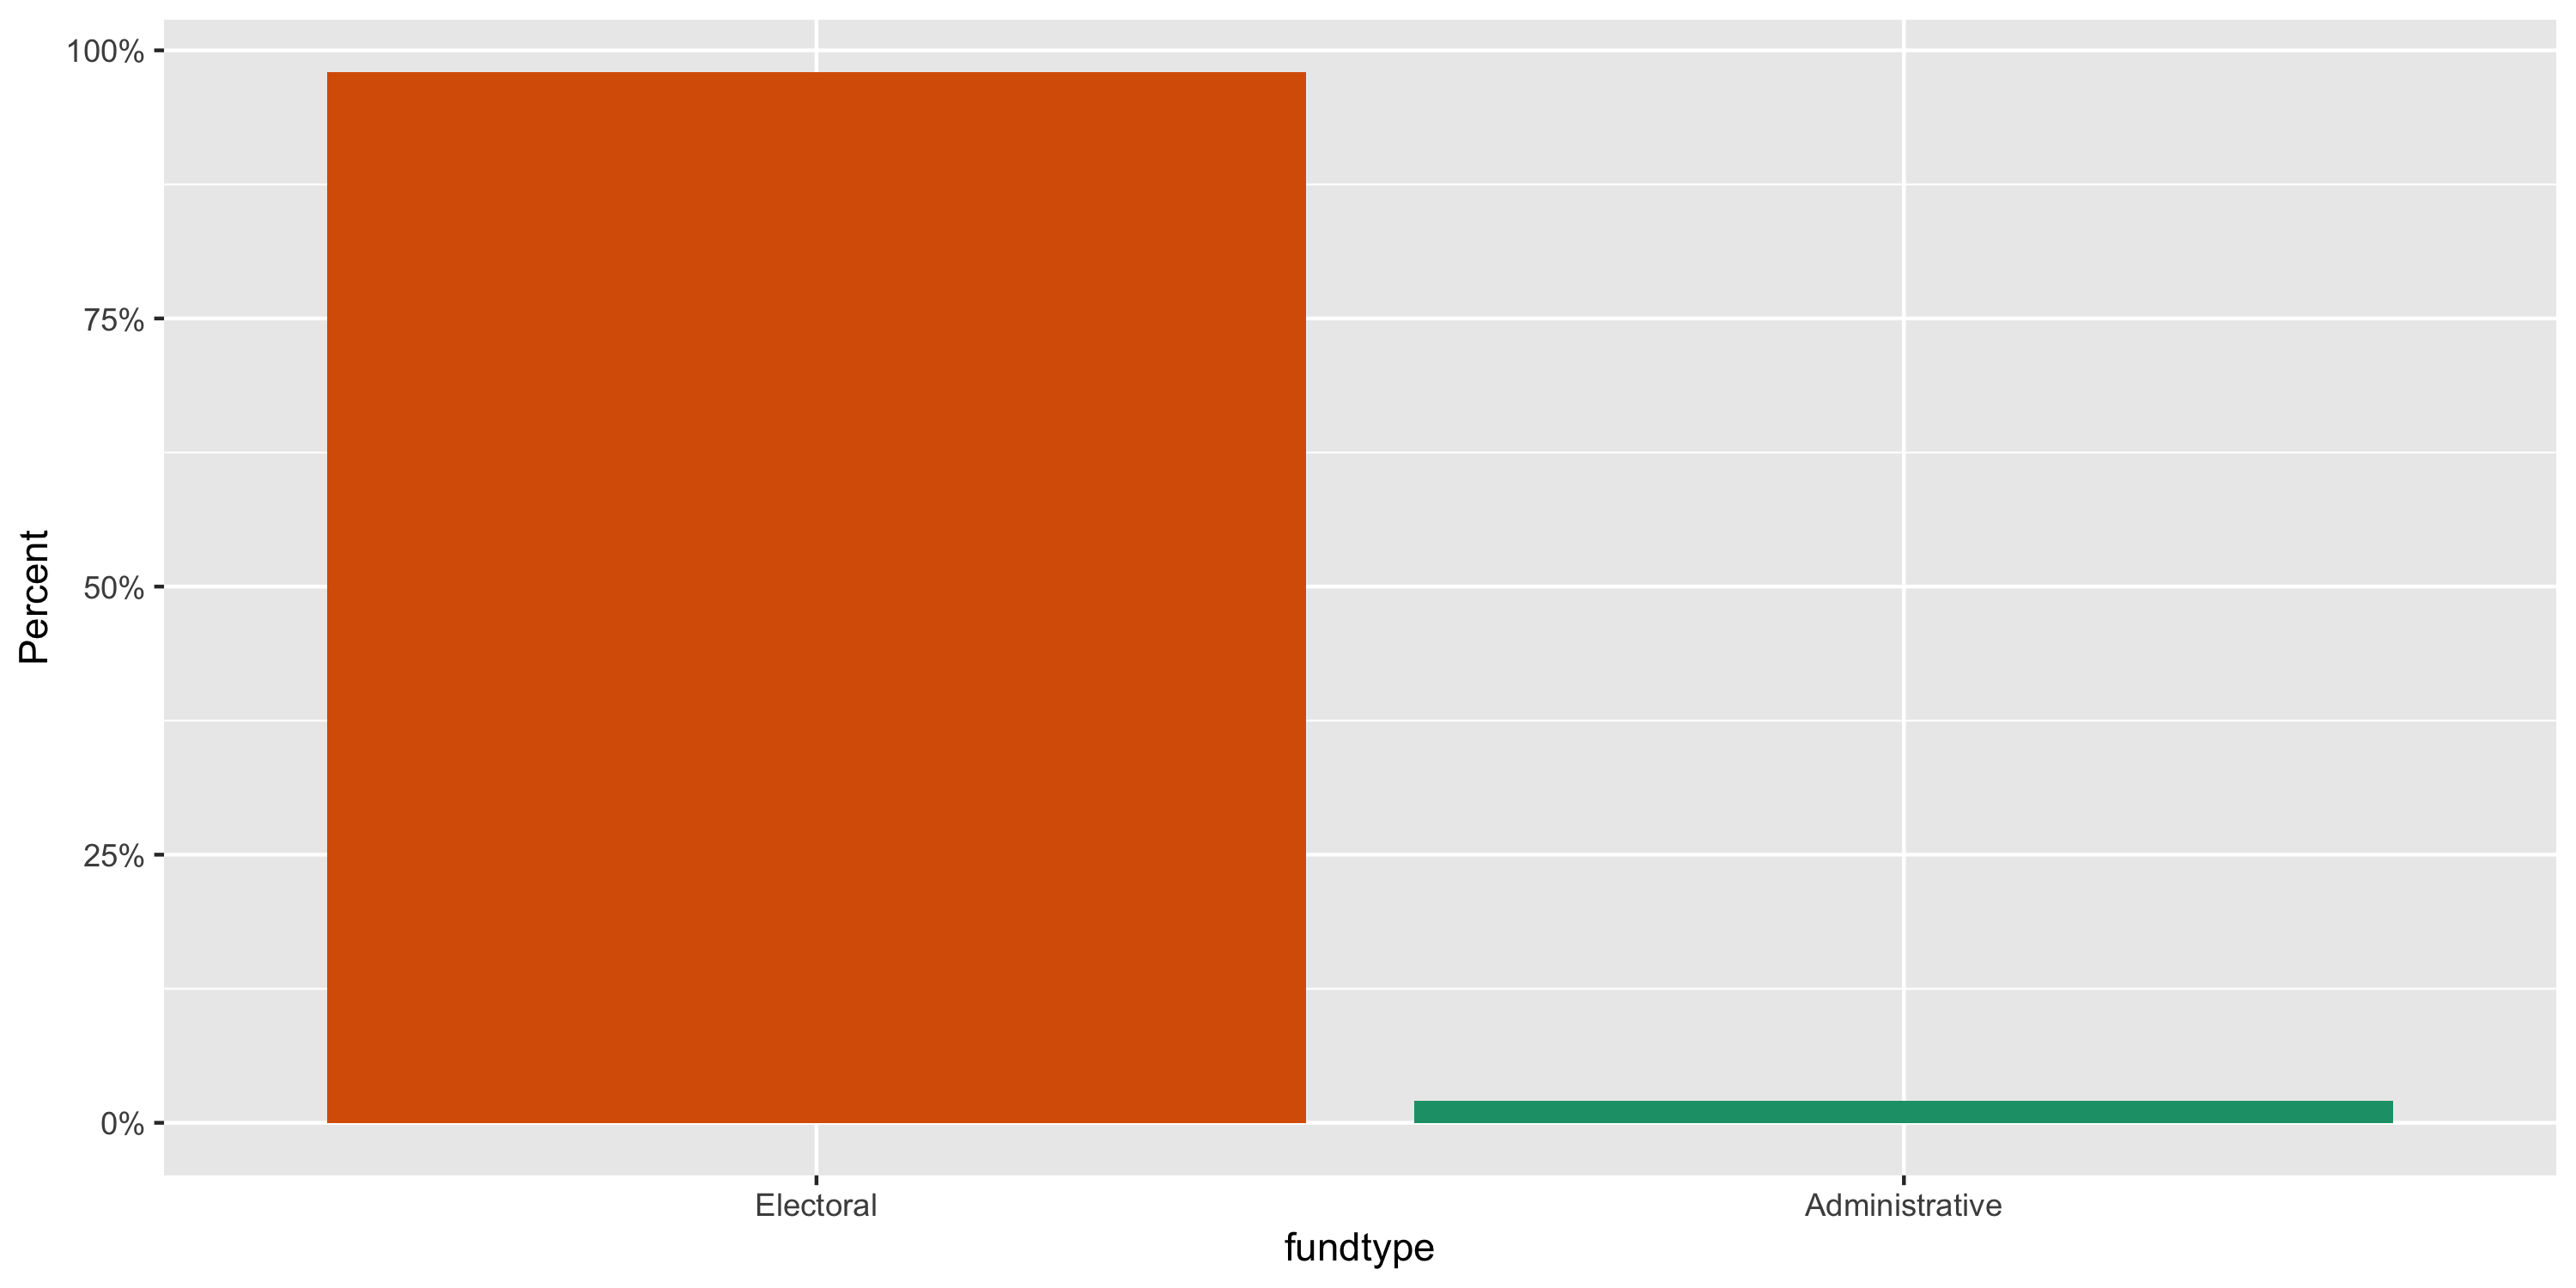 100%
75%
50%
25%
0%
Percent
Electoral
Administrative
fundtype